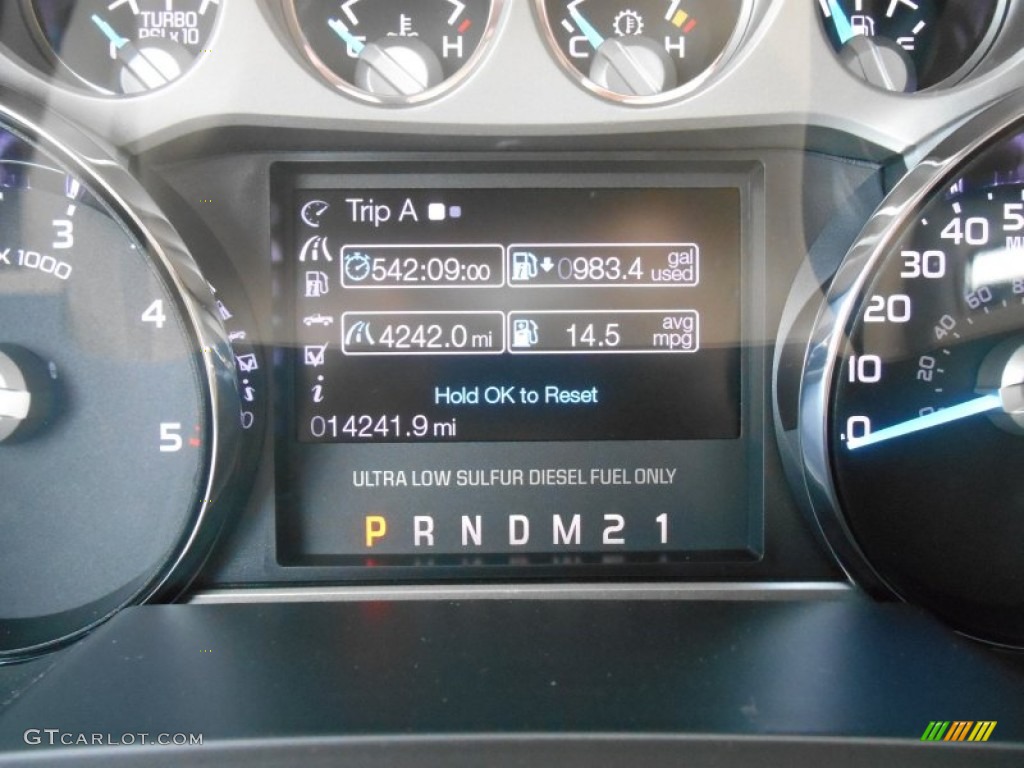 TURBO
PSI x10
C H
C H
E
x 1000
3
4
5
Trip A
542:09:00
0983.4 gal used
4242.0 mi
14.5 avg mpg
Hold OK to Reset
014241.9 mi
ULTRA LOW SULFUR DIESEL FUEL ONLY
P R N D M 2 1
0
10
20
30
40
20
40
60
GTCARLOT.COM